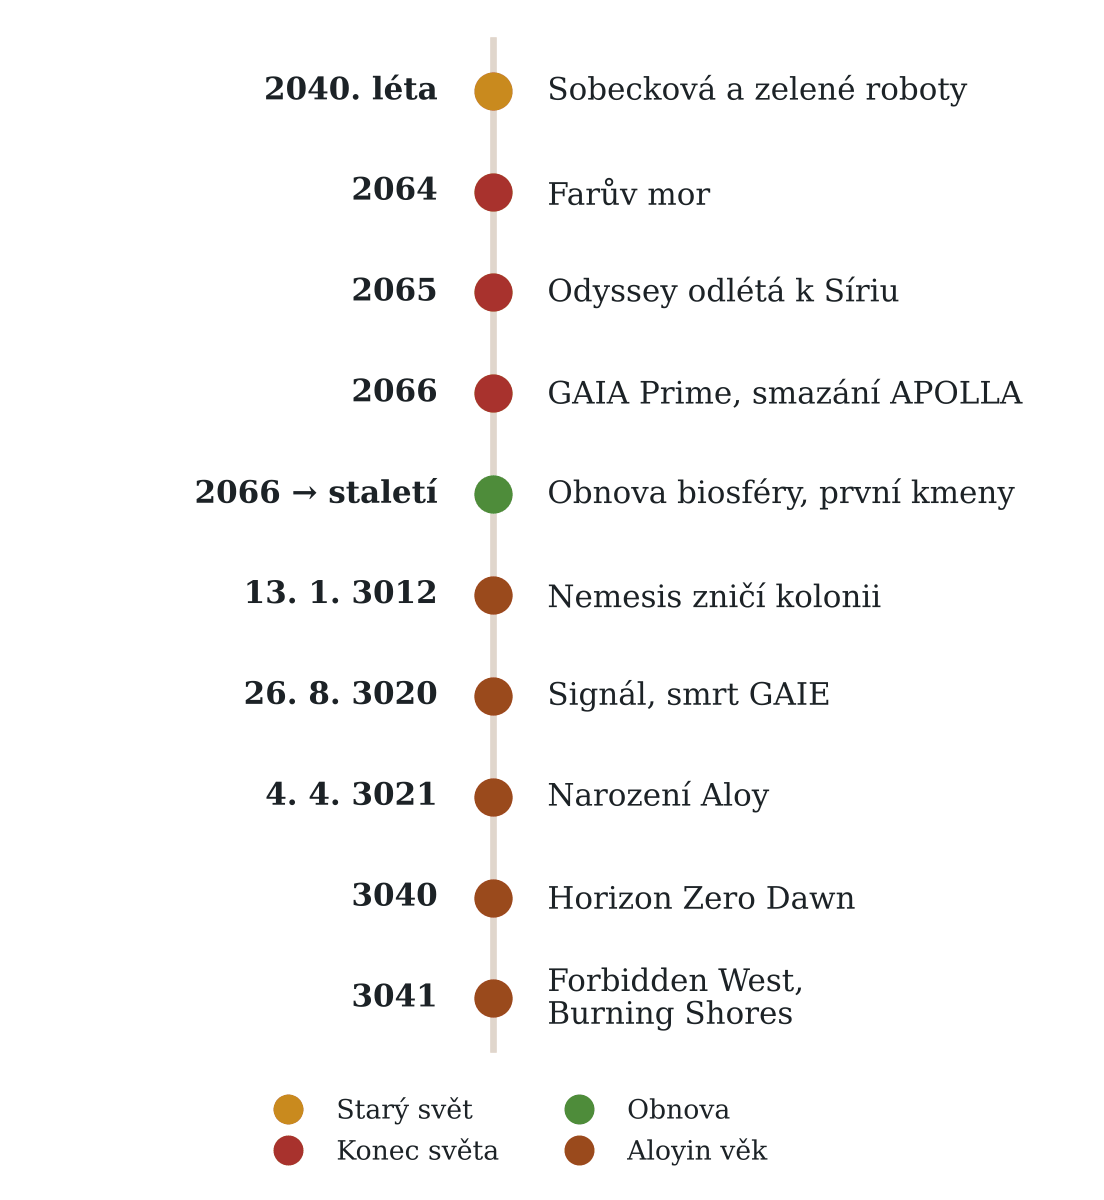 2040. léta Sobecková a zelené roboty
2064 Farův mor
2065 Odyssey odlétá k Síriu
2066 GAIA Prime, smazání APOLLA
2066 → staletí Obnova biosféry, první kmeny
13. 1. 3012 Nemesis zničí kolonii
26. 8. 3020 Signál, smrt GAIE
4. 4. 3021 Narození Aloy
3040 Horizon Zero Dawn
3041 Forbidden West,
Burning Shores
Starý svět Obnova
Konec světa Aloyin věk